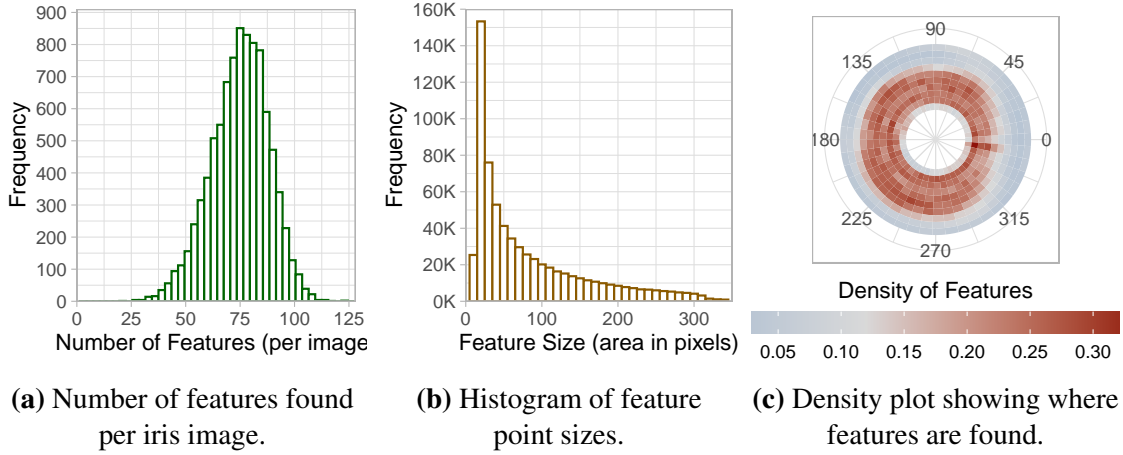 900
800
700
600
500
400
300
200
100
0
Frequency
0 25 50 75 100 125
Number of Features (per image
160K
140K
120K
100K
80K
60K
40K
20K
0K
Frequency
100 200 300
Feature Size (area in pixels)
90
135 45
180 0
225 315
270
Density of Features
0.05 0.10 0.15 0.20 0.25 0.30
(a) Number of features found
per iris image.
(b) Histogram of feature
point sizes.
(c) Density plot showing where
features are found.